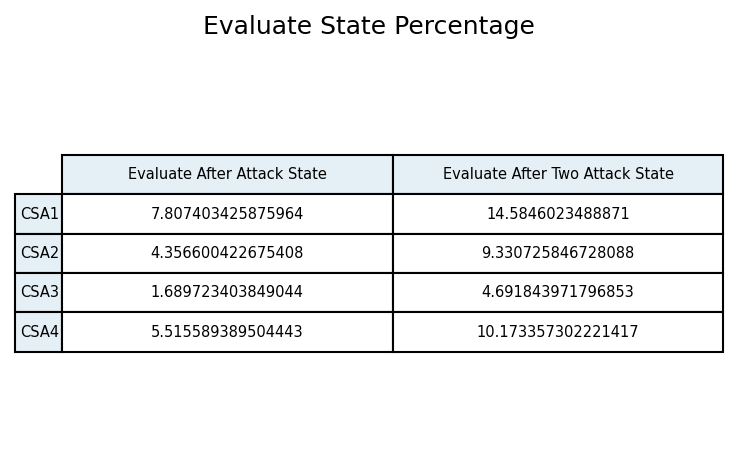 Evaluate State Percentage
Evaluate After Attack State Evaluate After Two Attack State
CSA1 7.807403425875964 14.5846023488871
CSA2 4.356600422675408 9.330725846728088
CSA3 1.689723403849044 4.691843971796853
CSA4 5.515589389504443 10.173357302221417